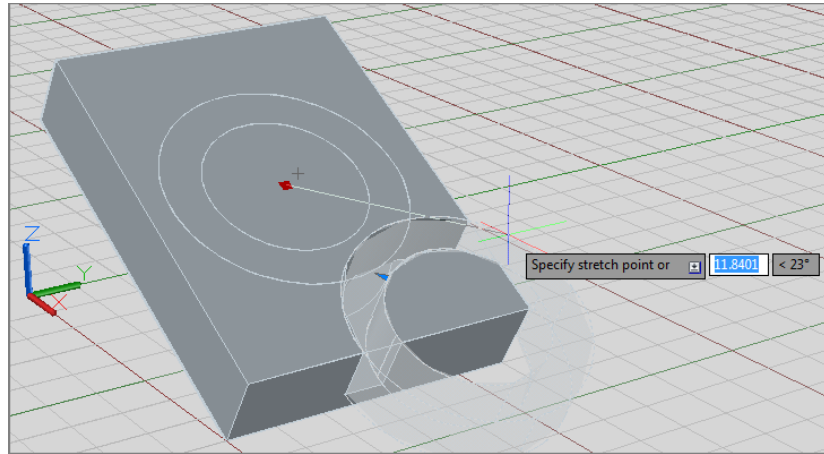 Z
Y
X
Specify stretch point or 11.8401 < 23°